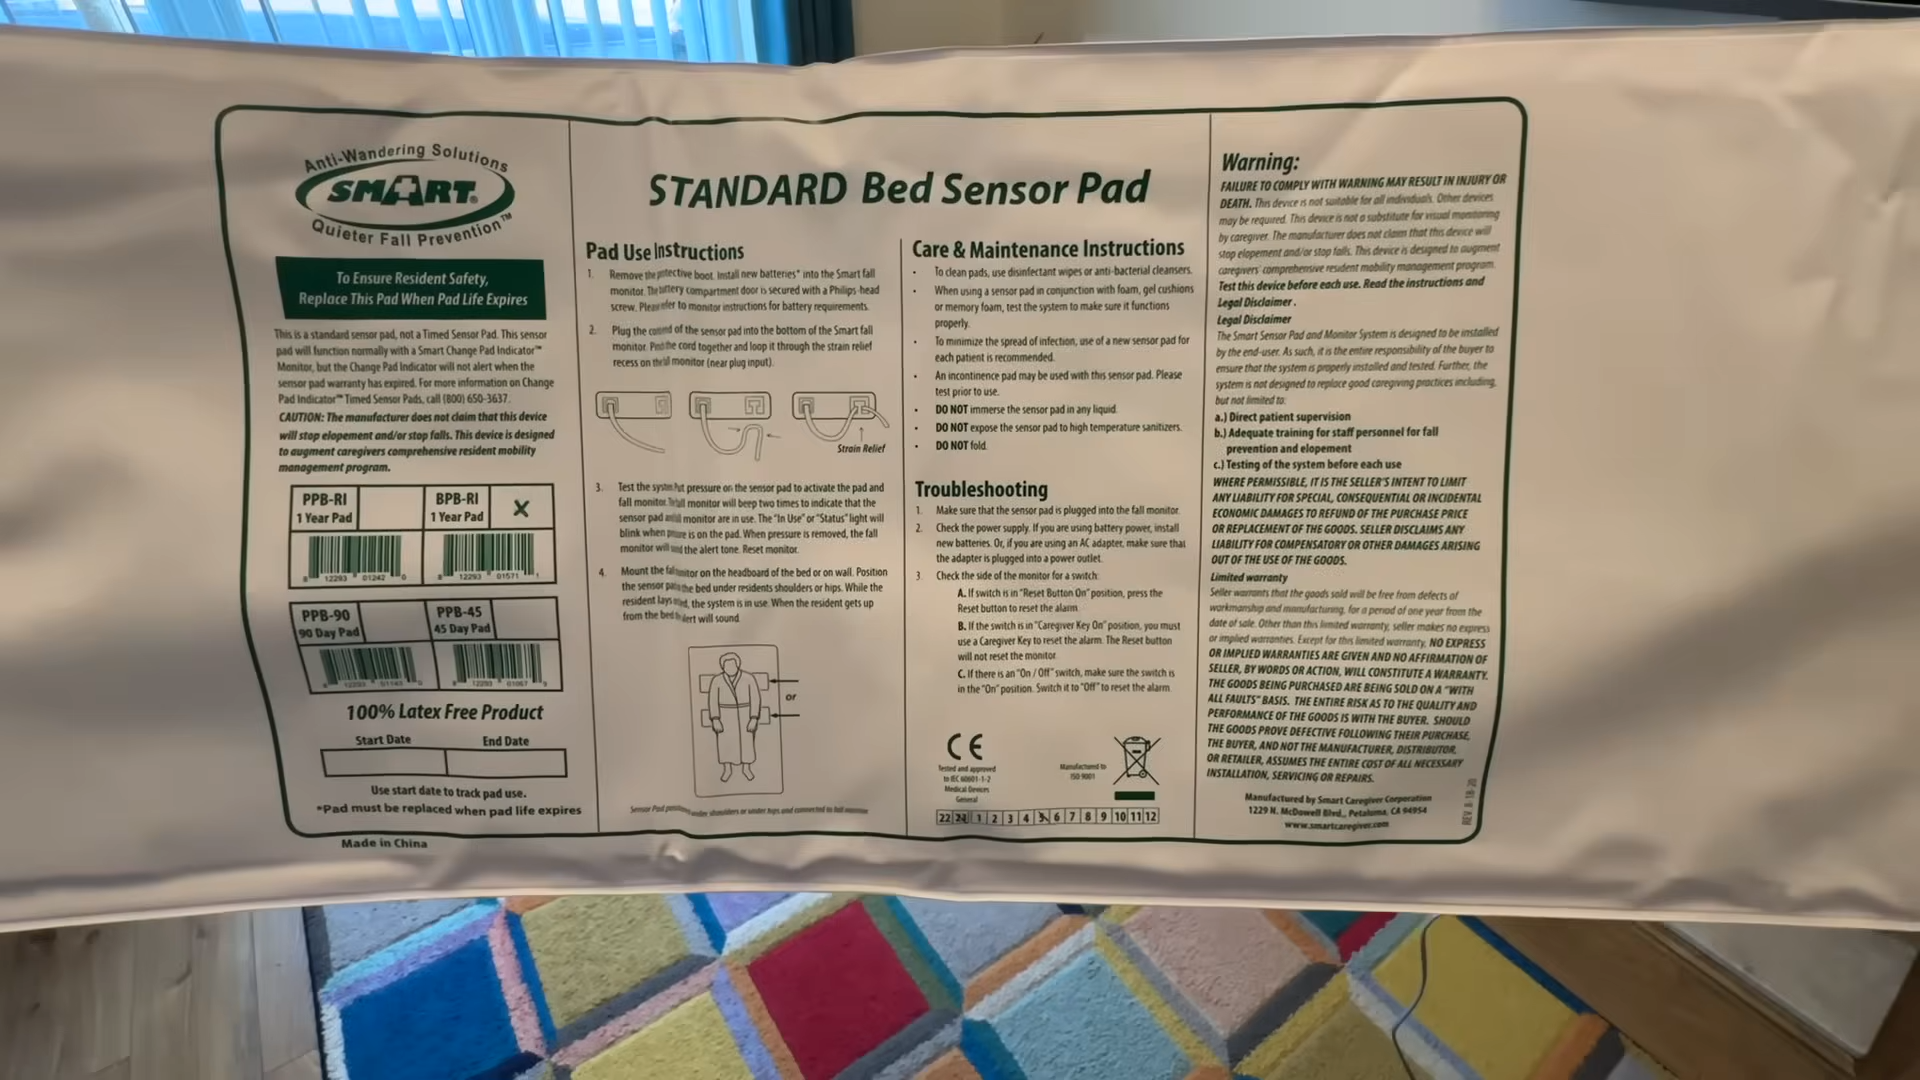 Anti-Wandering Solutions
SMART®
Quieter Fall Prevention™
To Ensure Resident Safety,
Replace This Pad When Pad Life Expires
This is a standard sensor pad, not a Timed Sensor Pad. This sensor
pad will function normally with a Smart Change Pad Indicator™
Monitor, but the Change Pad Indicator will not alert when the
sensor pad warranty has expired. For more information on Change
Pad Indicator™ Timed Sensor Pads, call (800) 650-3637.
CAUTION: The manufacturer does not claim that this device
will stop elopement and/or stop falls. This device is designed
to augment caregivers comprehensive resident mobility
management program.
PPB-RI
1 Year Pad
BPB-RI
1 Year Pad
X
8 12293 01242 0
8 12293 01571 1
PPB-90
90 Day Pad
PPB-45
45 Day Pad
8 12293 01143 0
8 12293 01067 9
100% Latex Free Product
Start Date End Date
Use start date to track pad use.
*Pad must be replaced when pad life expires
Made in China
STANDARD Bed Sensor Pad
Pad Use Instructions
1. Remove the protective boot. Install new batteries* into the Smart fall
monitor. The battery compartment door is secured with a Philips-head
screw. Please refer to monitor instructions for battery requirements.
2. Plug the end of the sensor pad into the bottom of the Smart fall
monitor. the cord together and loop it through the strain relief
recess on the monitor (near plug input).
Strain Relief
3. Test the system. Put pressure on the sensor pad to activate the pad and
fall monitor. monitor will beep two times to indicate that the
sensor pad and monitor are in use. The "In Use" or "Status" light will
blink when pressure is on the pad. When pressure is removed, the fall
monitor will the alert tone. Reset monitor.
4. Mount the fall monitor on the headboard of the bed or on wall. Position
the sensor pad the bed under residents shoulders or hips. While the
resident lays the system is in use. When the resident gets up
from the bed alert will sound
or
Sensor Pad under shoulders or under hips and connected to fall monitor
Care & Maintenance Instructions
• To clean pads, use disinfectant wipes or anti-bacterial cleansers.
• When using a sensor pad in conjunction with foam, gel cushions
or memory foam, test the system to make sure it functions
properly.
• To minimize the spread of infection, use of a new sensor pad for
each patient is recommended.
• An incontinence pad may be used with this sensor pad. Please
test prior to use.
• DO NOT immerse the sensor pad in any liquid.
• DO NOT expose the sensor pad to high temperature sanitizers.
• DO NOT fold.
Troubleshooting
1. Make sure that the sensor pad is plugged into the fall monitor.
2. Check the power supply. If you are using battery power, install
new batteries. Or, if you are using an AC adapter, make sure that
the adapter is plugged into a power outlet.
3. Check the side of the monitor for a switch:
A. If switch is in "Reset Button On" position, press the
Reset button to reset the alarm.
B. If the switch is in "Caregiver Key On" position, you must
use a Caregiver Key to reset the alarm. The Reset button
will not reset the monitor.
C. If there is an "On / Off" switch, make sure the switch is
in the "On" position. Switch it to "Off" to reset the alarm.
CE
Tested and approved
to IEC 60601-1-2
Medical Devices
General
Manufactured to
ISO 9001
22 1 2 3 4 5 6 7 8 9 10 11 12
Warning:
FAILURE TO COMPLY WITH WARNING MAY RESULT IN INJURY OR
DEATH. This device is not suitable for all individuals. Other devices
may be required. This device is not a substitute for visual monitoring
by caregiver. The manufacturer does not claim that this device will
stop elopement and/or stop falls. This device is designed to augment
caregivers' comprehensive resident mobility management program.
Test this device before each use. Read the instructions and
Legal Disclaimer.
Legal Disclaimer
The Smart Sensor Pad and Monitor System is designed to be installed
by the end-user. As such, it is the entire responsibility of the buyer to
ensure that the system is properly installed and tested. Further, the
system is not designed to replace good caregiving practices including,
but not limited to:
a.) Direct patient supervision
b.) Adequate training for staff personnel for fall
prevention and elopement
c.) Testing of the system before each use
WHERE PERMISSIBLE, IT IS THE SELLER'S INTENT TO LIMIT
ANY LIABILITY FOR SPECIAL, CONSEQUENTIAL OR INCIDENTAL
ECONOMIC DAMAGES TO REFUND OF THE PURCHASE PRICE
OR REPLACEMENT OF THE GOODS. SELLER DISCLAIMS ANY
LIABILITY FOR COMPENSATORY OR OTHER DAMAGES ARISING
OUT OF THE USE OF THE GOODS.
Limited warranty
Seller warrants that the goods sold will be free from defects of
workmanship and manufacturing, for a period of one year from the
date of sale. Other than this limited warranty, seller makes no express
or implied warranties. Except for this limited warranty, NO EXPRESS
OR IMPLIED WARRANTIES ARE GIVEN AND NO AFFIRMATION OF
SELLER, BY WORDS OR ACTION, WILL CONSTITUTE A WARRANTY.
THE GOODS BEING PURCHASED ARE BEING SOLD ON A "WITH
ALL FAULTS" BASIS. THE ENTIRE RISK AS TO THE QUALITY AND
PERFORMANCE OF THE GOODS IS WITH THE BUYER. SHOULD
THE GOODS PROVE DEFECTIVE FOLLOWING THEIR PURCHASE,
THE BUYER, AND NOT THE MANUFACTURER, DISTRIBUTOR,
OR RETAILER, ASSUMES THE ENTIRE COST OF ALL NECESSARY
INSTALLATION, SERVICING OR REPAIRS.
Manufactured by Smart Caregiver Corporation
1229 N. McDowell Blvd., Petaluma, CA 94954
www.smartcaregiver.com